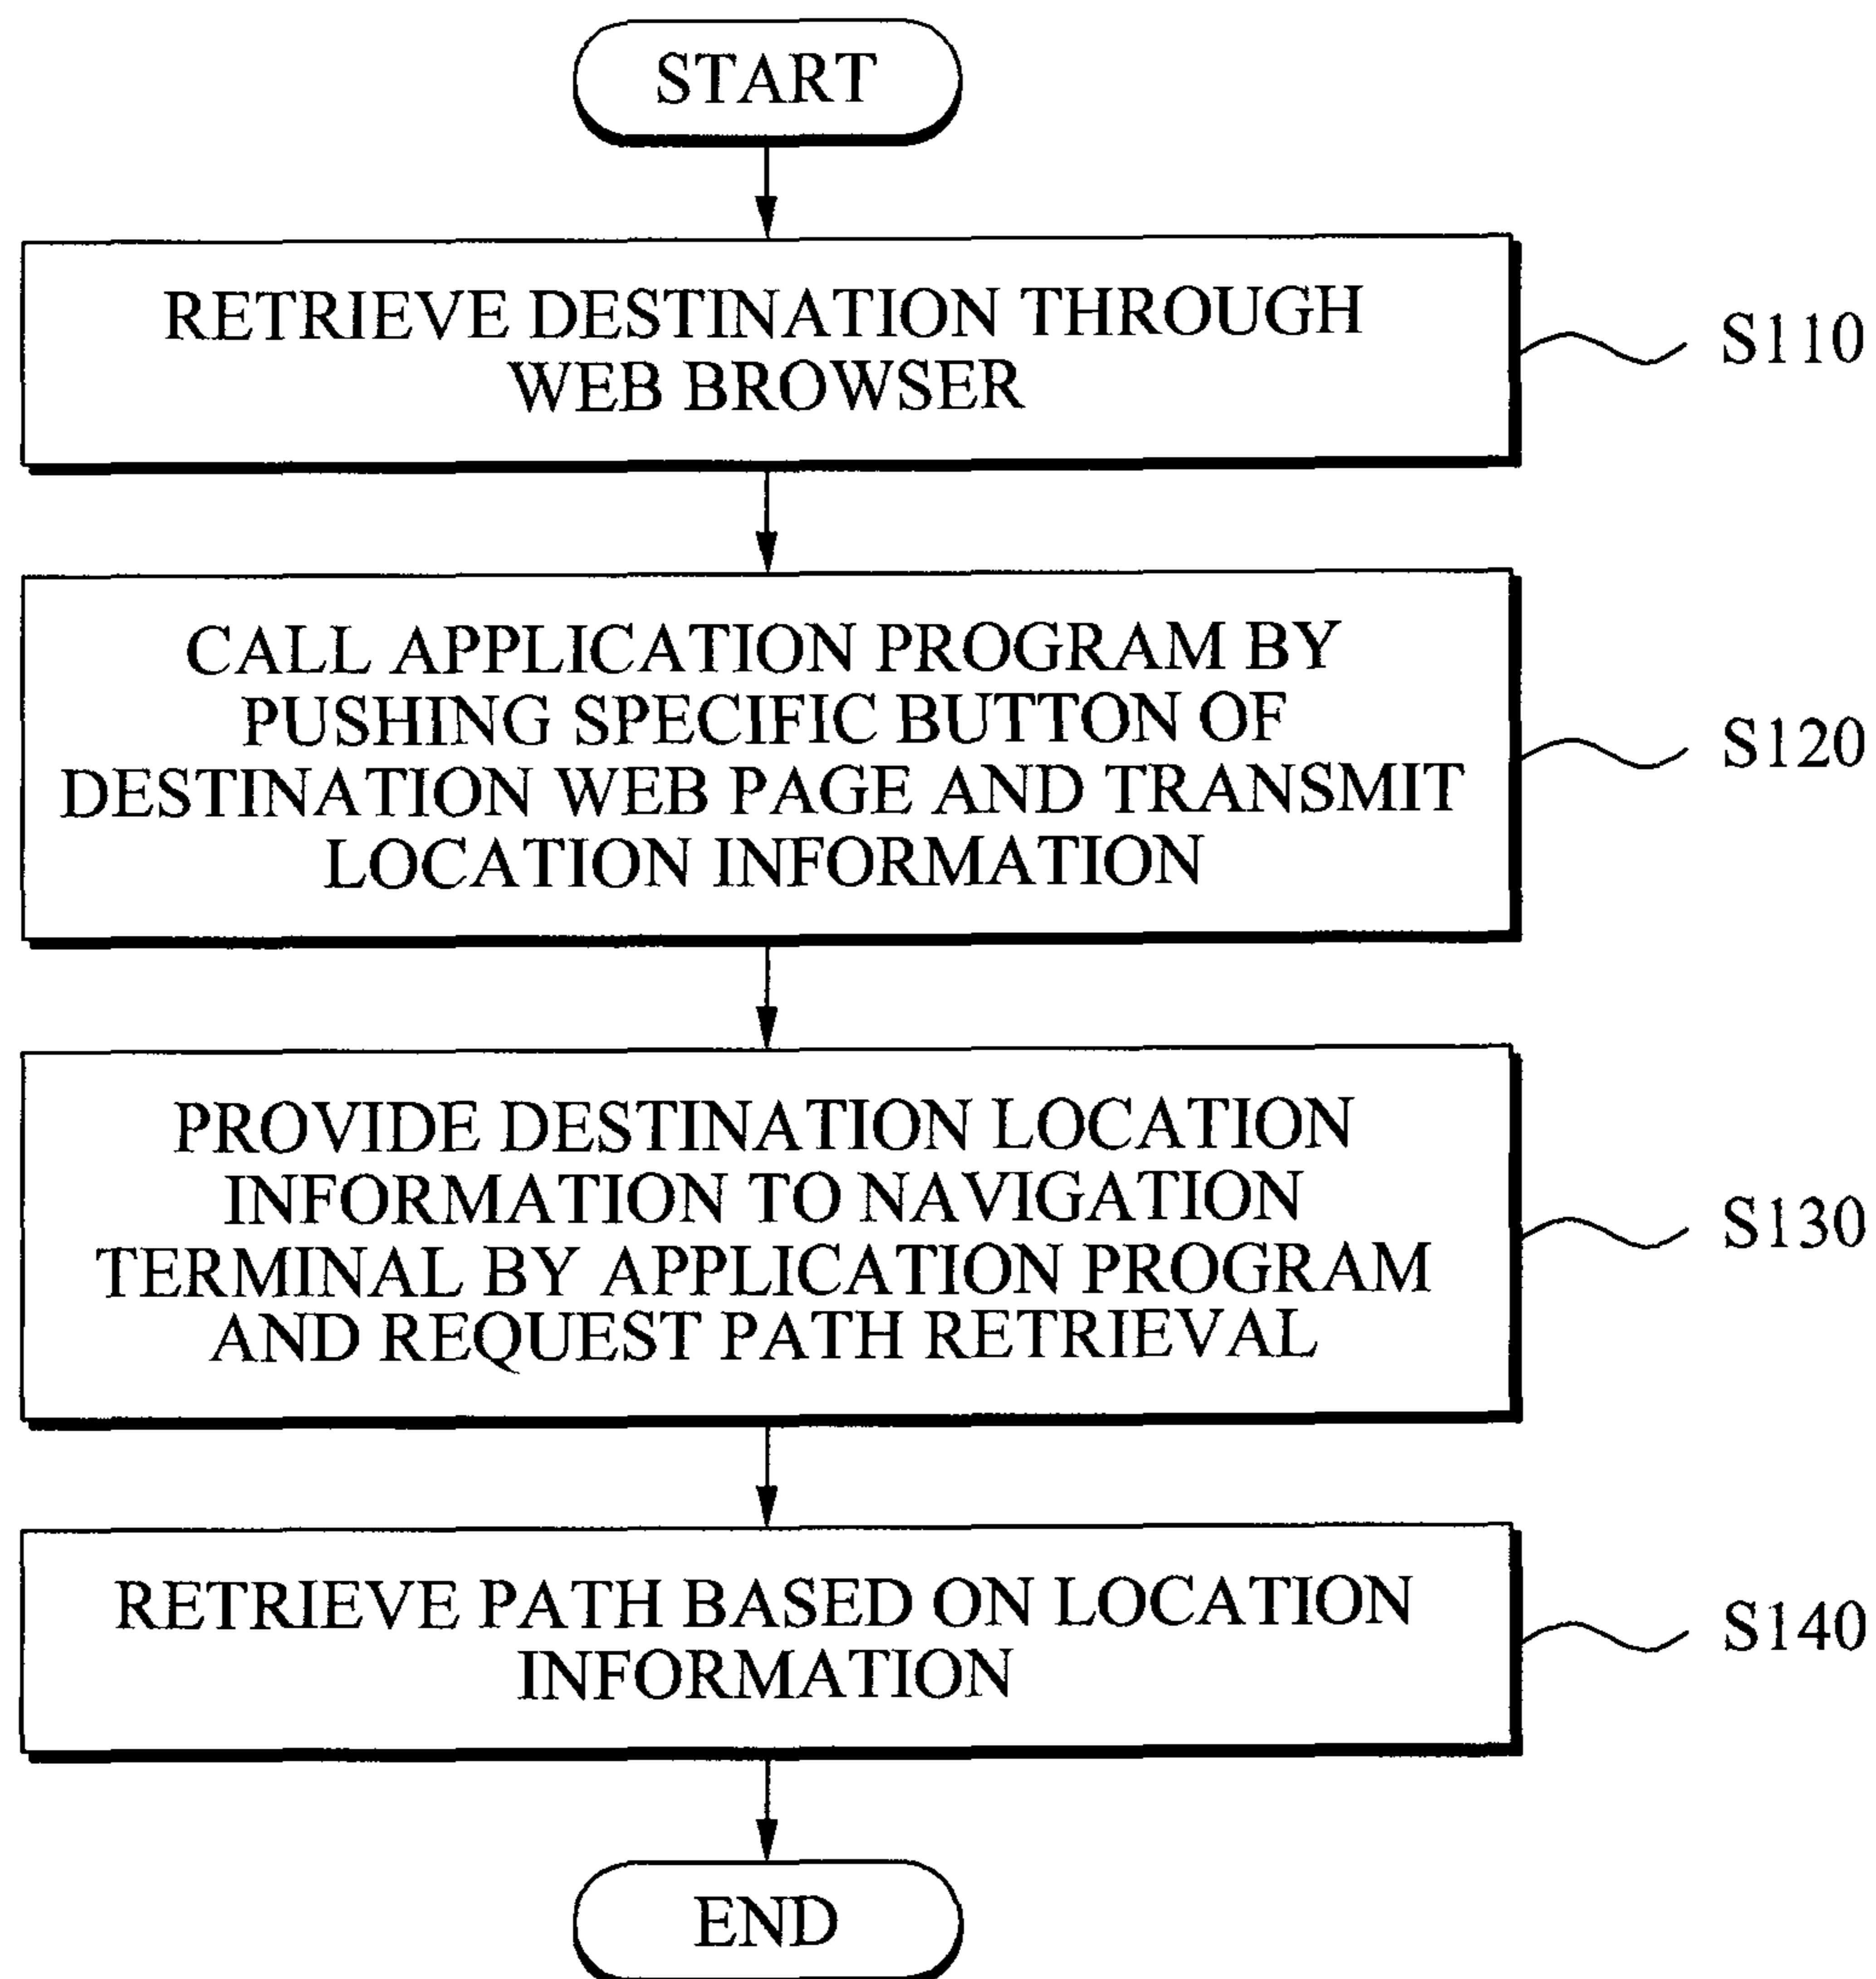 START
RETRIEVE DESTINATION THROUGH
WEB BROWSER
S110
CALL APPLICATION PROGRAM BY
PUSHING SPECIFIC BUTTON OF
DESTINATION WEB PAGE AND TRANSMIT
LOCATION INFORMATION
S120
PROVIDE DESTINATION LOCATION
INFORMATION TO NAVIGATION
TERMINAL BY APPLICATION PROGRAM
AND REQUEST PATH RETRIEVAL
S130
RETRIEVE PATH BASED ON LOCATION
INFORMATION
S140
END